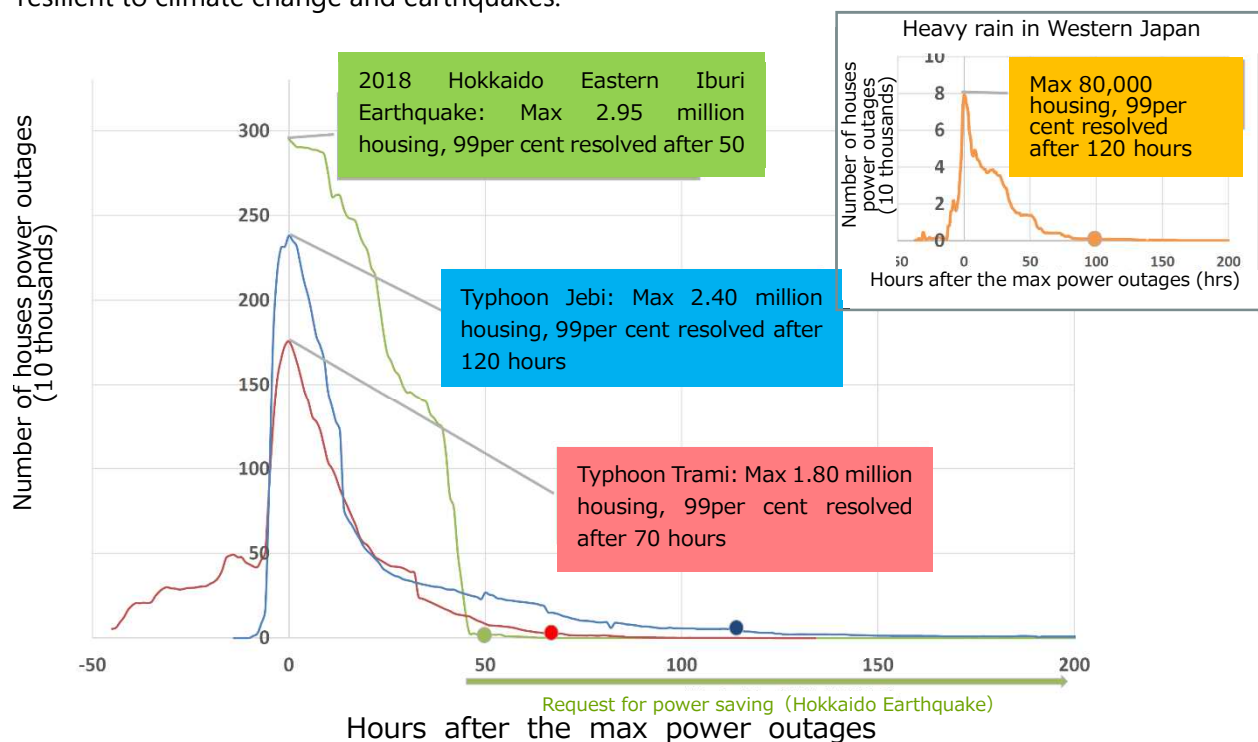 resilient to climate change and earthquakes.
Heavy rain in Western Japan
Number of houses
power outages
(10 thousands)
10
8
6
4
2
0
Max 80,000
housing, 99per
cent resolved
after 120 hours
50
0
50
100
150
200
Hours after the max power outages (hrs)
2018 Hokkaido Eastern Iburi
Earthquake: Max 2.95 million
housing, 99per cent resolved after 50
Number of houses power outages
(10 thousands)
300
250
200
150
100
50
0
Typhoon Jebi: Max 2.40 million
housing, 99per cent resolved after
120 hours
Typhoon Trami: Max 1.80 million
housing, 99per cent resolved
after 70 hours
-50
0
50
100
150
200
Request for power saving（Hokkaido Earthquake）
Hours after the max power outages